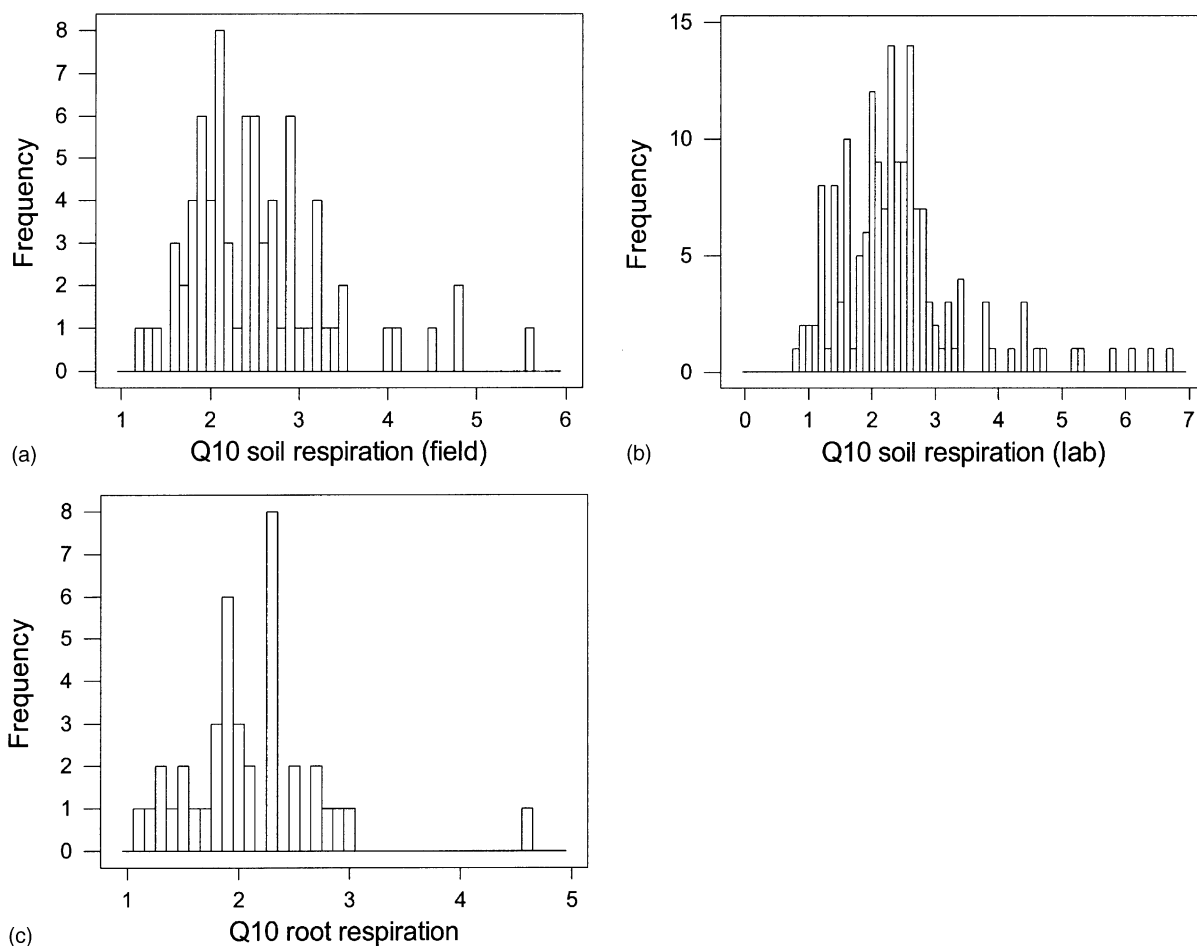 8
7
6
5
4
3
2
1
0
Frequency
1 2 3 4 5 6
Q10 soil respiration (field)
(a)
15
10
5
0
Frequency
0 1 2 3 4 5 6 7
Q10 soil respiration (lab)
(b)
8
7
6
5
4
3
2
1
0
Frequency
1 2 3 4 5
Q10 root respiration
(c)